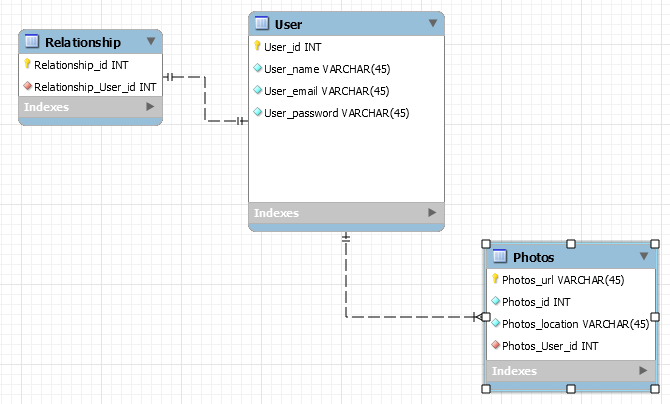 Relationship
Relationship_id INT
Relationship_User_id INT
Indexes
User
User_id INT
User_name VARCHAR(45)
User_email VARCHAR(45)
User_password VARCHAR(45)
Indexes
Photos
Photos_url VARCHAR(45)
Photos_id INT
Photos_location VARCHAR(45)
Photos_User_id INT
Indexes